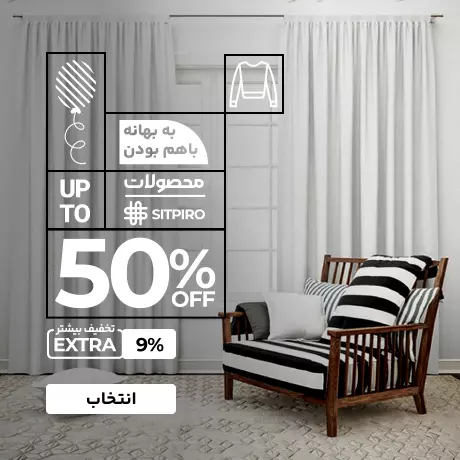 به بهانه
باهم بودن
محصولات
SITPIRO
UP
TO
50%
OFF
تخفیف بیشتر
EXTRA 9%
انتخاب